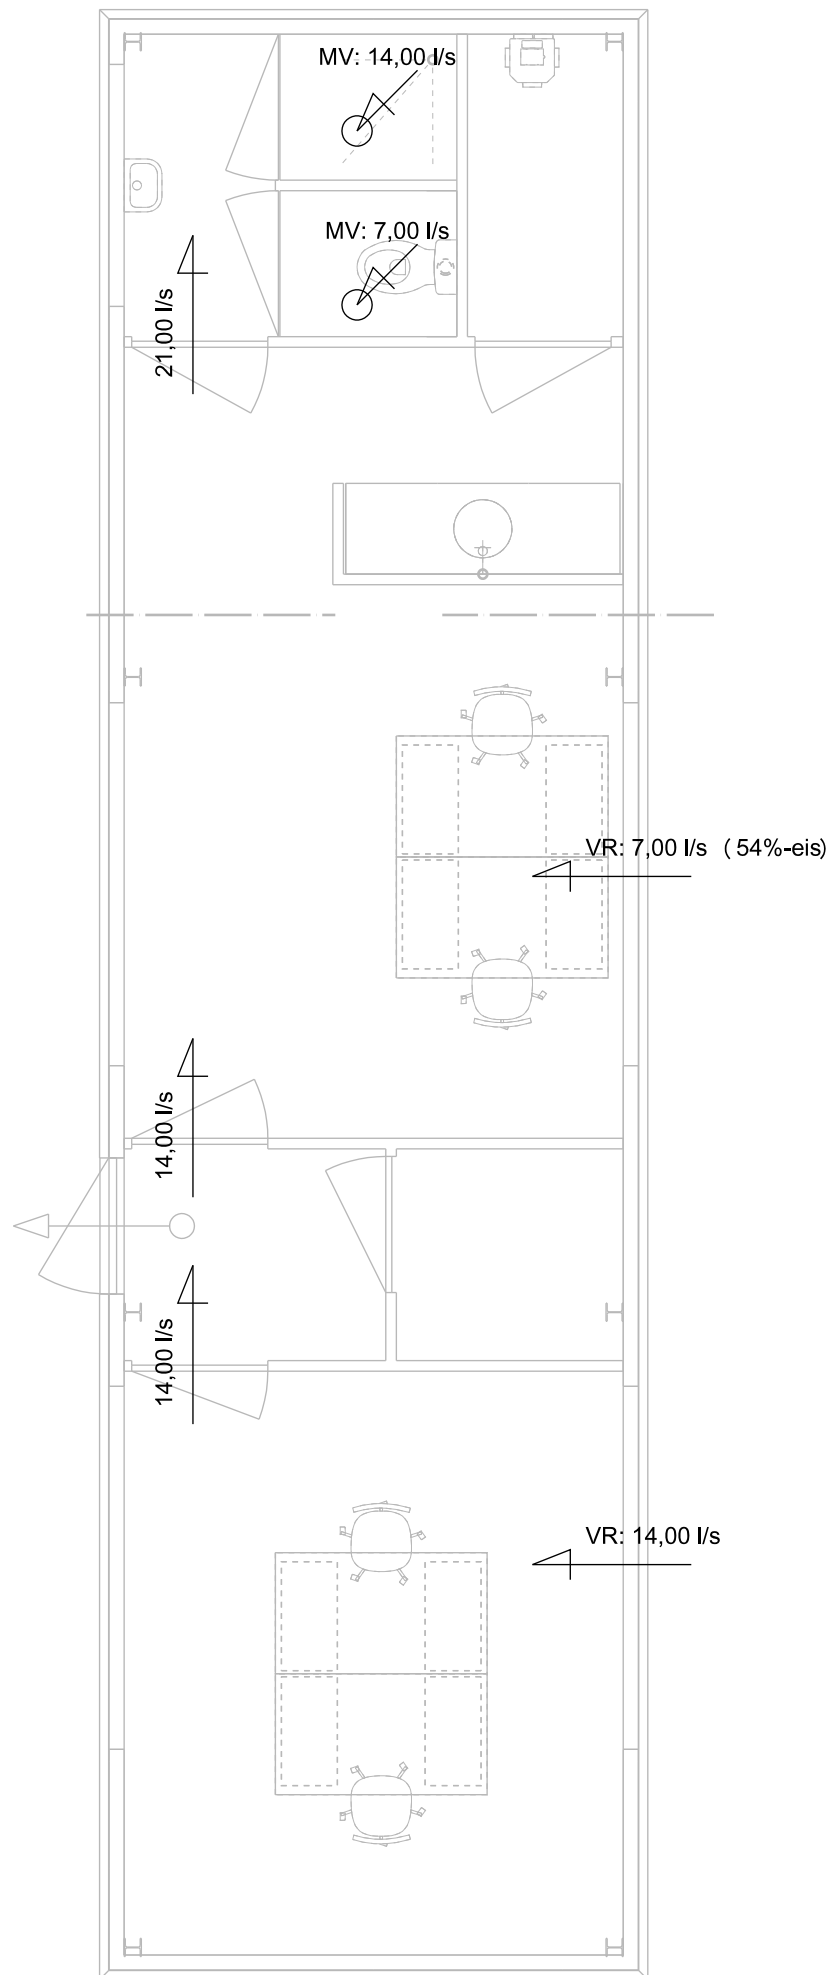 MV: 14,00 l/s
MV: 7,00 l/s
21,00 l/s
VR: 7,00 l/s ( 54%-eis)
14,00 l/s
14,00 l/s
VR: 14,00 l/s